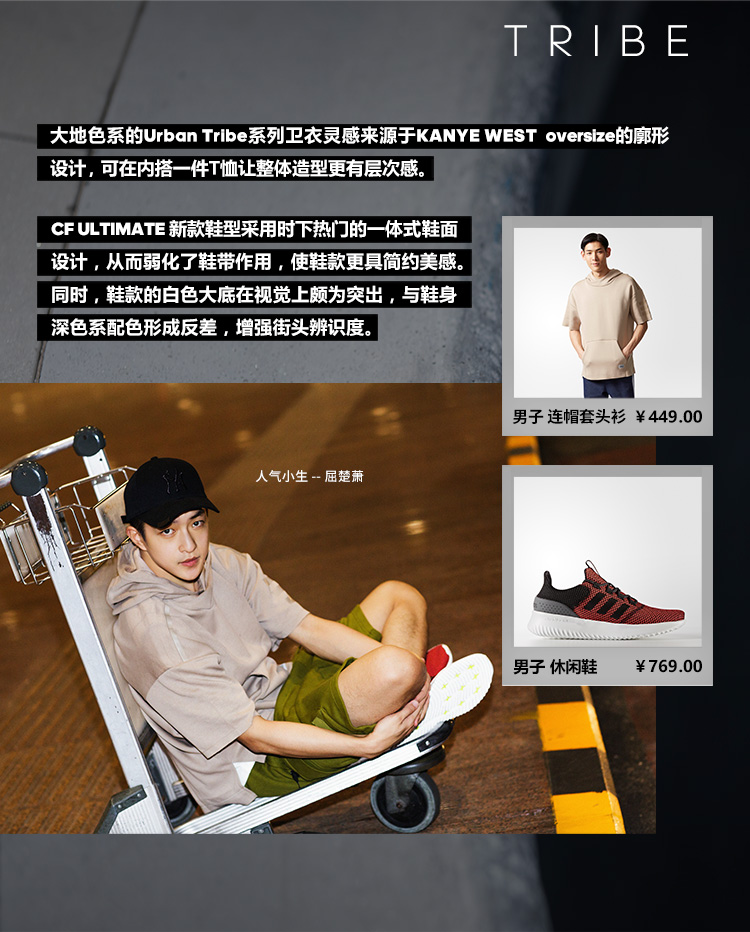 TRIBE
大地色系的Urban Tribe系列卫衣灵感来源于KANYE WEST oversize的廓形
设计，可在内搭一件T恤让整体造型更有层次感。
CF ULTIMATE 新款鞋型采用时下热门的一体式鞋面
设计，从而弱化了鞋带作用，使鞋款更具简约美感。
同时，鞋款的白色大底在视觉上颇为突出，与鞋身
深色系配色形成反差，增强街头辨识度。
男子 连帽套头衫 ￥449.00
人气小生 -- 屈楚萧
男子 休闲鞋 ￥769.00